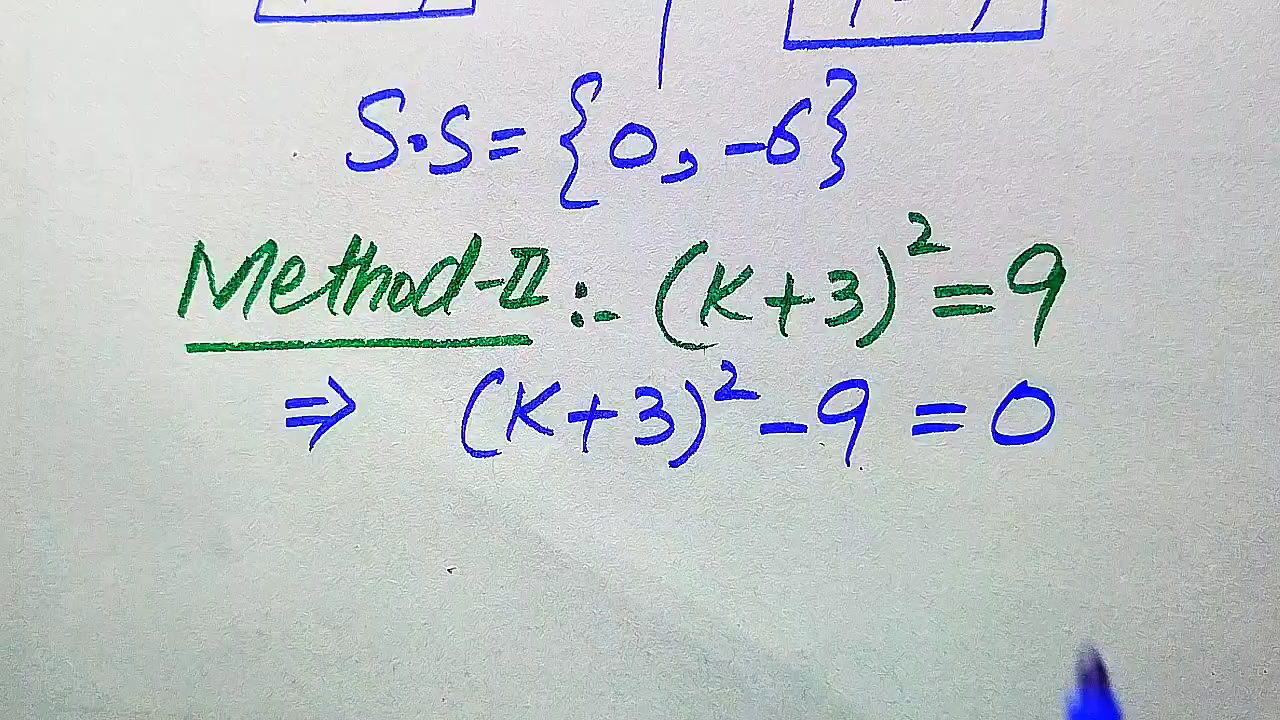 S.S = {0, -6}
Method-II :- (K+3)² = 9
⇒ (K+3)² - 9 = 0